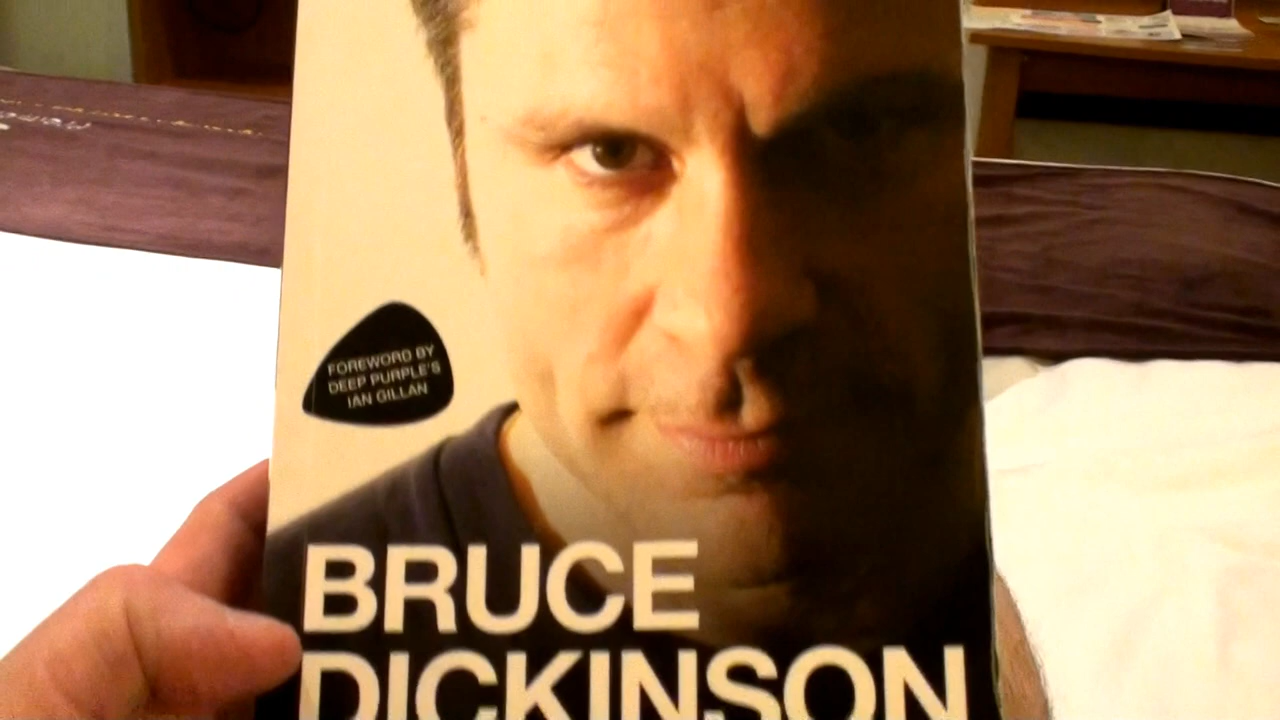 FOREWORD BY
DEEP PURPLE'S
IAN GILLAN
BRUCE
DICKINSON